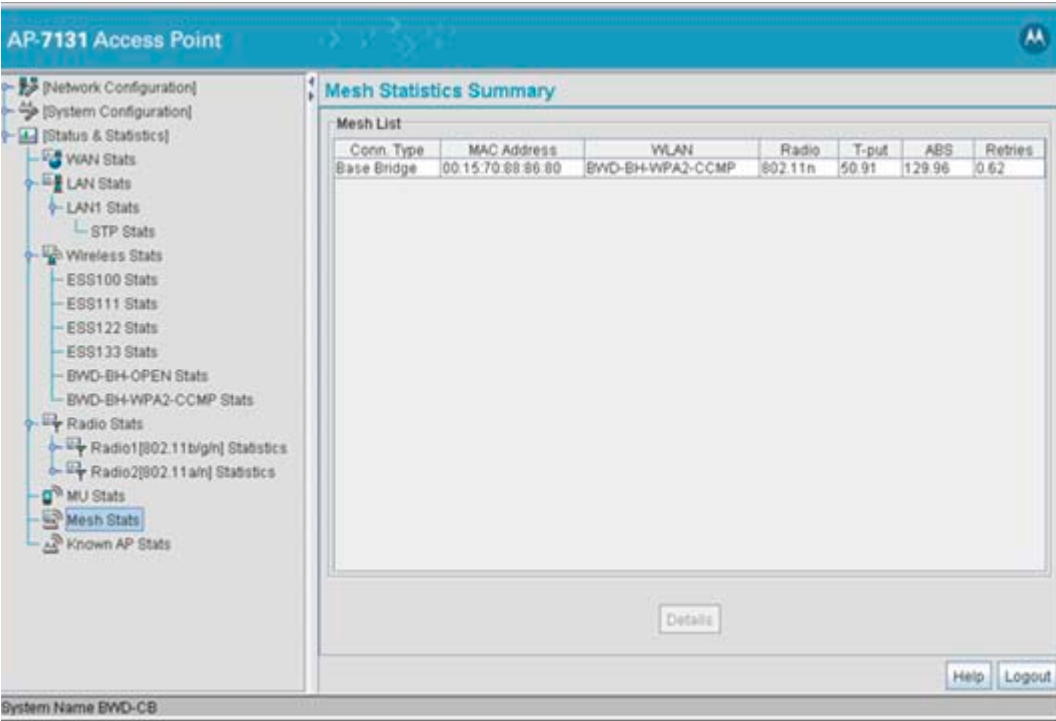 AP-7131 Access Point
[Network Configuration]
[System Configuration]
[Status & Statistics]
WAN Stats
LAN Stats
LAN1 Stats
STP Stats
Wireless Stats
ESS100 Stats
ESS111 Stats
ESS122 Stats
ESS133 Stats
BWD-BH-OPEN Stats
BWD-BH-WPA2-CCMP Stats
Radio Stats
Radio1[802.11b/g/n] Statistics
Radio2[802.11a/n] Statistics
MU Stats
Mesh Stats
Known AP Stats
Mesh Statistics Summary
Mesh List
Conn. Type MAC Address WLAN Radio T-put ABS Retries
Base Bridge 00:15:70:88:86:80 BWD-BH-WPA2-CCMP 802.11n 50.91 129.96 0.62
Details
Help Logout
System Name BWD-CB